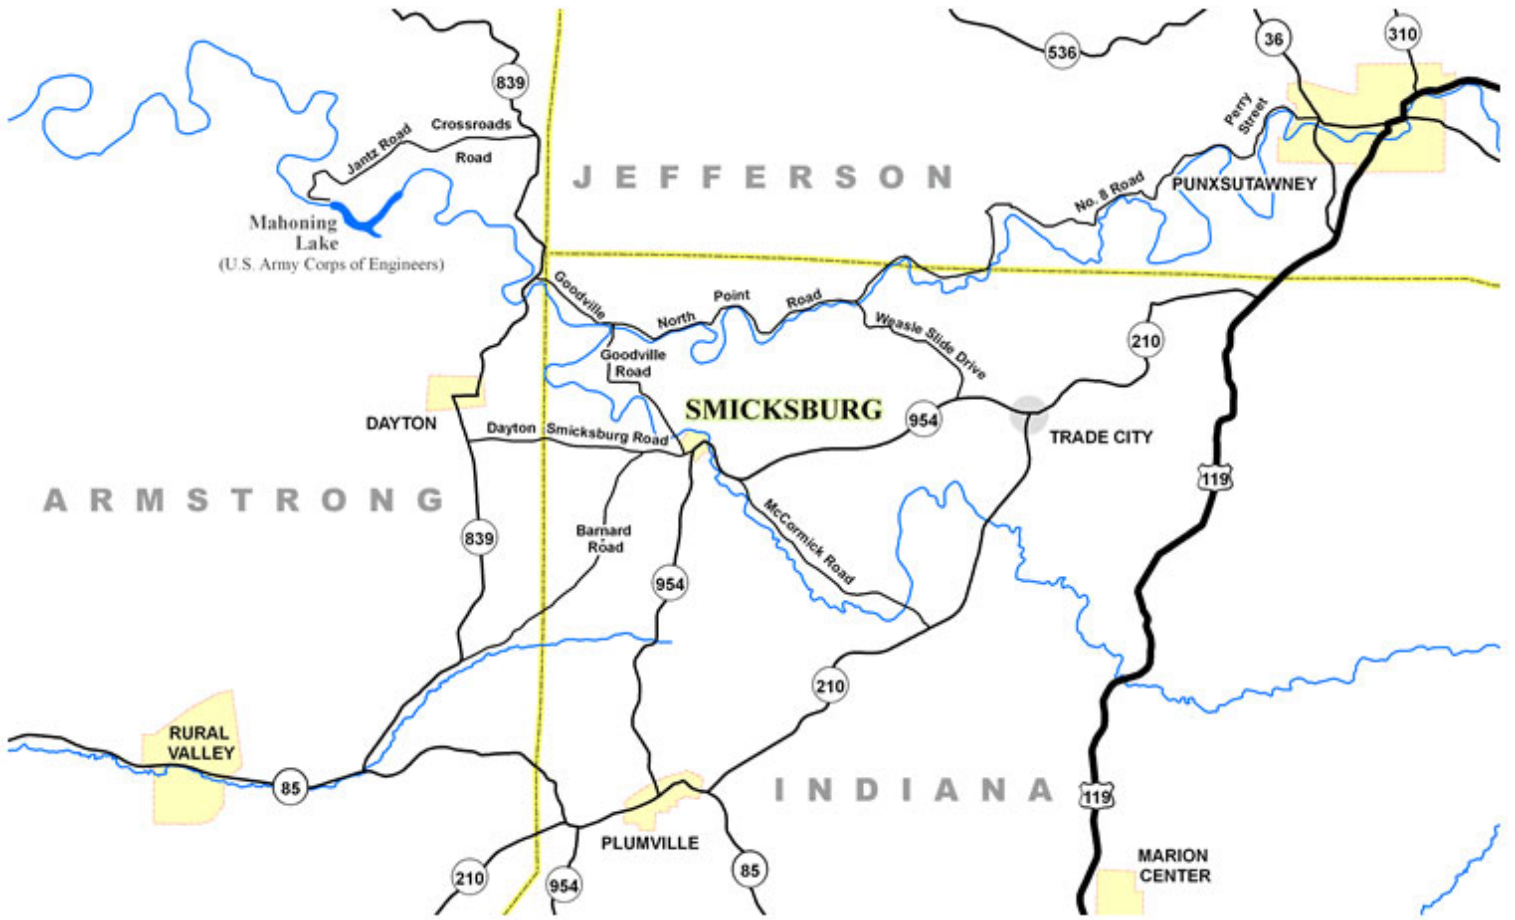 536
36
310
839
Crossroads
Jantz Road
Road
Perry
Street
JEFFERSON
No. 8 Road
PUNXSUTAWNEY
Mahoning
Lake
(U.S. Army Corps of Engineers)
Goodville
North
Point
Road
Weasle Slide Drive
210
Goodville
Road
SMICKSBURG
DAYTON
954
TRADE CITY
Dayton
Smicksburg Road
119
ARMSTRONG
McCormick Road
839
Barnard
Road
954
210
RURAL
VALLEY
85
INDIANA
119
PLUMVILLE
MARION
CENTER
210
954
85